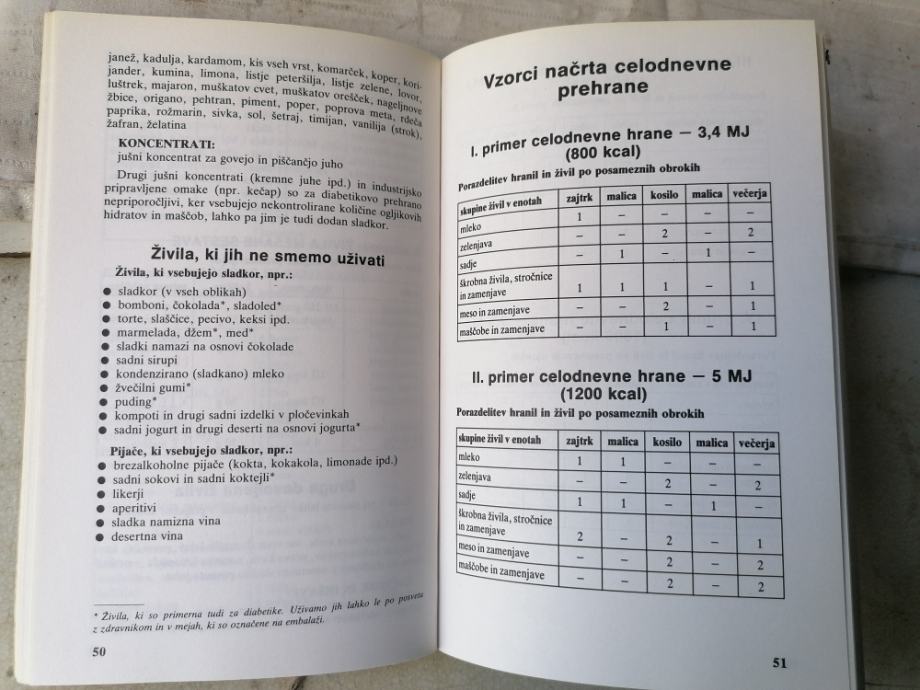 janež, kadulja, kardamom, kis vseh vrst, komarček, koper, kori-
jander, kumina, limona, listje peteršilja, listje zelene, lovor,
luštrek, majaron, muškatov cvet, muškatov orešček, nageljnove
žbice, origano, pehtran, piment, poper, poprova meta, rdeča
paprika, rožmarin, sivka, sol, šetraj, timijan, vanilija (strok),
žafran, želatina
KONCENTRATI:
jušni koncentrat za govejo in piščančjo juho
Drugi jušni koncentrati (kremne juhe ipd.) in industrijsko
pripravljene omake (npr. kečap) so za diabetikovo prehrano
nepriporočljivi, ker vsebujejo nekontrolirane količine ogljikovih
hidratov in maščob, lahko pa jim je tudi dodan sladkor.
Živila, ki jih ne smemo uživati
Živila, ki vsebujejo sladkor, npr.:
● sladkor (v vseh oblikah)
● bomboni, čokolada*, sladoled*
● torte, slaščice, pecivo, keksi ipd.
● marmelada, džem*, med*
● sladki namazi na osnovi čokolade
● sadni sirupi
● kondenzirano (sladkano) mleko
● žvečilni gumi*
● puding*
● kompoti in drugi sadni izdelki v pločevinkah
● sadni jogurt in drugi deserti na osnovi jogurta*
Pijače, ki vsebujejo sladkor, npr.:
● brezalkoholne pijače (kokta, kokakola, limonade ipd.)
● sadni sokovi in sadni koktejli*
● likerji
● aperitivi
● sladka namizna vina
● desertna vina
* Živila, ki so primerna tudi za diabetike. Uživamo jih lahko le po posvetu
z zdravnikom in v mejah, ki so označene na embalaži.
50
Vzorci načrta celodnevne
prehrane
I. primer celodnevne hrane – 3,4 MJ
(800 kcal)
Porazdelitev hranil in živil po posameznih obrokih
skupine živil v enotah zajtrk malica kosilo malica večerja
mleko 1 – – – –
zelenjava – – 2 – 2
sadje – 1 – 1 –
škrobna živila, stročnice
in zamenjave 1 1 1 – 1
meso in zamenjave – – 2 – 1
maščobe in zamenjave – – 1 – 1
II. primer celodnevne hrane – 5 MJ
(1200 kcal)
Porazdelitev hranil in živil po posameznih obrokih
skupine živil v enotah zajtrk malica kosilo malica večerja
mleko 1 1 – – –
zelenjava – – 2 – 2
sadje 1 1 – 1 –
škrobna živila, stročnice
in zamenjave 2 – 2 – 1
meso in zamenjave – – 2 – 2
maščobe in zamenjave – – 2 – 2
51